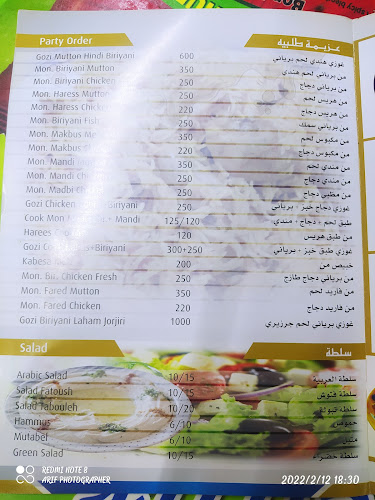 Party Order عزيمة طلبية
Gozi Mutton Hindi Biriyani 600 غوزي هندي لحم برياني
Mon. Biriyani Mutton 350 من برياني لحم هندي
Mon. Biriyani Chicken 250 من برياني دجاج
Mon. Haress Mutton 350 من هريس لحم
Mon. Haress Chicken 220 من هريس دجاج
Mon. Biriyani Fish 250 من برياني سمك
Mon. Makbus 350 من مكبوس لحم
Mon. Makbus 220 من مكبوس دجاج
Mon. Mandi 350 من مندي لحم
Mon. Mandi 250 من مندي دجاج
Mon. Madbi 250 من مظبي دجاج
Gozi Chicken Biriyani 250 غوزي دجاج خبز - برياني
Cook Mon + Mandi 125/120 طبق لحم + دجاج + مندي
Harees 220 من طبق هريس
Gozi +Biriyani 300+250 غوزي طبق خبز + برياني
Kabesa 200 خبيص من
Mon. Bir. Chicken Fresh 250 من برياني دجاج طازج
Mon. Fared Mutton 350 من فاريد لحم
Mon. Fared Chicken 220 من فاريد دجاج
Gozi Biriyani Laham Jorjiri 1000 غوزي برياني لحم جرزيري
Salad سلطة
Arabic Salad 10/15 سلطة العربية
Salad Fatoush 10/15 سلطة فتوش
Salad Tabouleh 10/20 سلطة تبولة
Hammus 6/10 حموص
Mutabel 6/10 متبل
Green Salad 10/15 سلطة خضراء
REDMI NOTE 8
ARIF PHOTOGRAPHER
2022/2/12 18:30